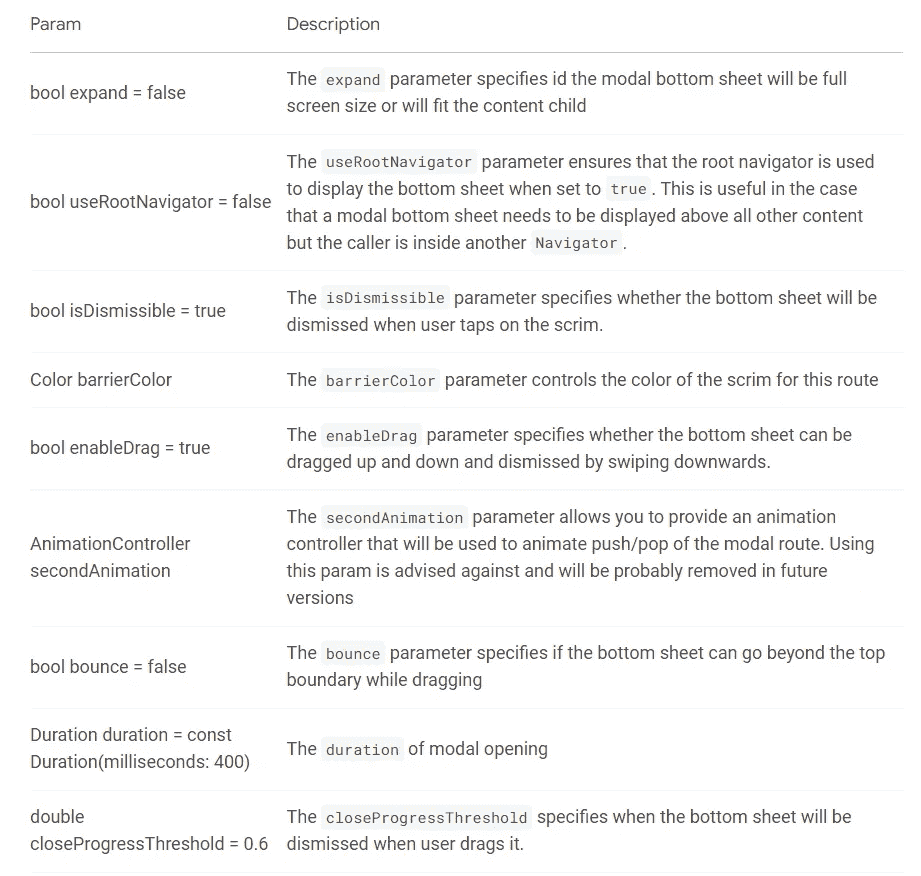 Param Description
bool expand = false
The expand parameter specifies id the modal bottom sheet will be full
screen size or will fit the content child
bool useRootNavigator = false
The useRootNavigator parameter ensures that the root navigator is used
to display the bottom sheet when set to true . This is useful in the case
that a modal bottom sheet needs to be displayed above all other content
but the caller is inside another Navigator .
bool isDismissible = true
The isDismissible parameter specifies whether the bottom sheet will be
dismissed when user taps on the scrim.
Color barrierColor
The barrierColor parameter controls the color of the scrim for this route
bool enableDrag = true
The enableDrag parameter specifies whether the bottom sheet can be
dragged up and down and dismissed by swiping downwards.
AnimationController
secondAnimation
The secondAnimation parameter allows you to provide an animation
controller that will be used to animate push/pop of the modal route. Using
this param is advised against and will be probably removed in future
versions
bool bounce = false
The bounce parameter specifies if the bottom sheet can go beyond the top
boundary while dragging
Duration duration = const
Duration(milliseconds: 400)
The duration of modal opening
double
closeProgressThreshold = 0.6
The closeProgressThreshold specifies when the bottom sheet will be
dismissed when user drags it.